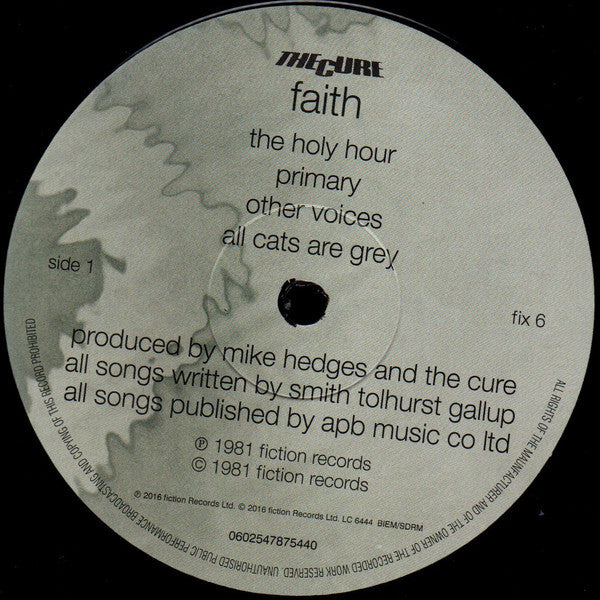 THE CURE
faith
the holy hour
primary
other voices
all cats are grey
side 1
fix 6
produced by mike hedges and the cure
all songs written by smith tolhurst gallup
all songs published by apb music co ltd
℗ 1981 fiction records
© 1981 fiction records
℗ 2016 fiction Records Ltd. © 2016 fiction Records Ltd. LC 6444 BIEM/SDRM
0602547875440
ALL RIGHTS OF THE MANUFACTURER AND OF THE OWNER OF THE RECORDED WORK RESERVED. UNAUTHORISED PUBLIC PERFORMANCE BROADCASTING AND COPYING OF THIS RECORD PROHIBITED